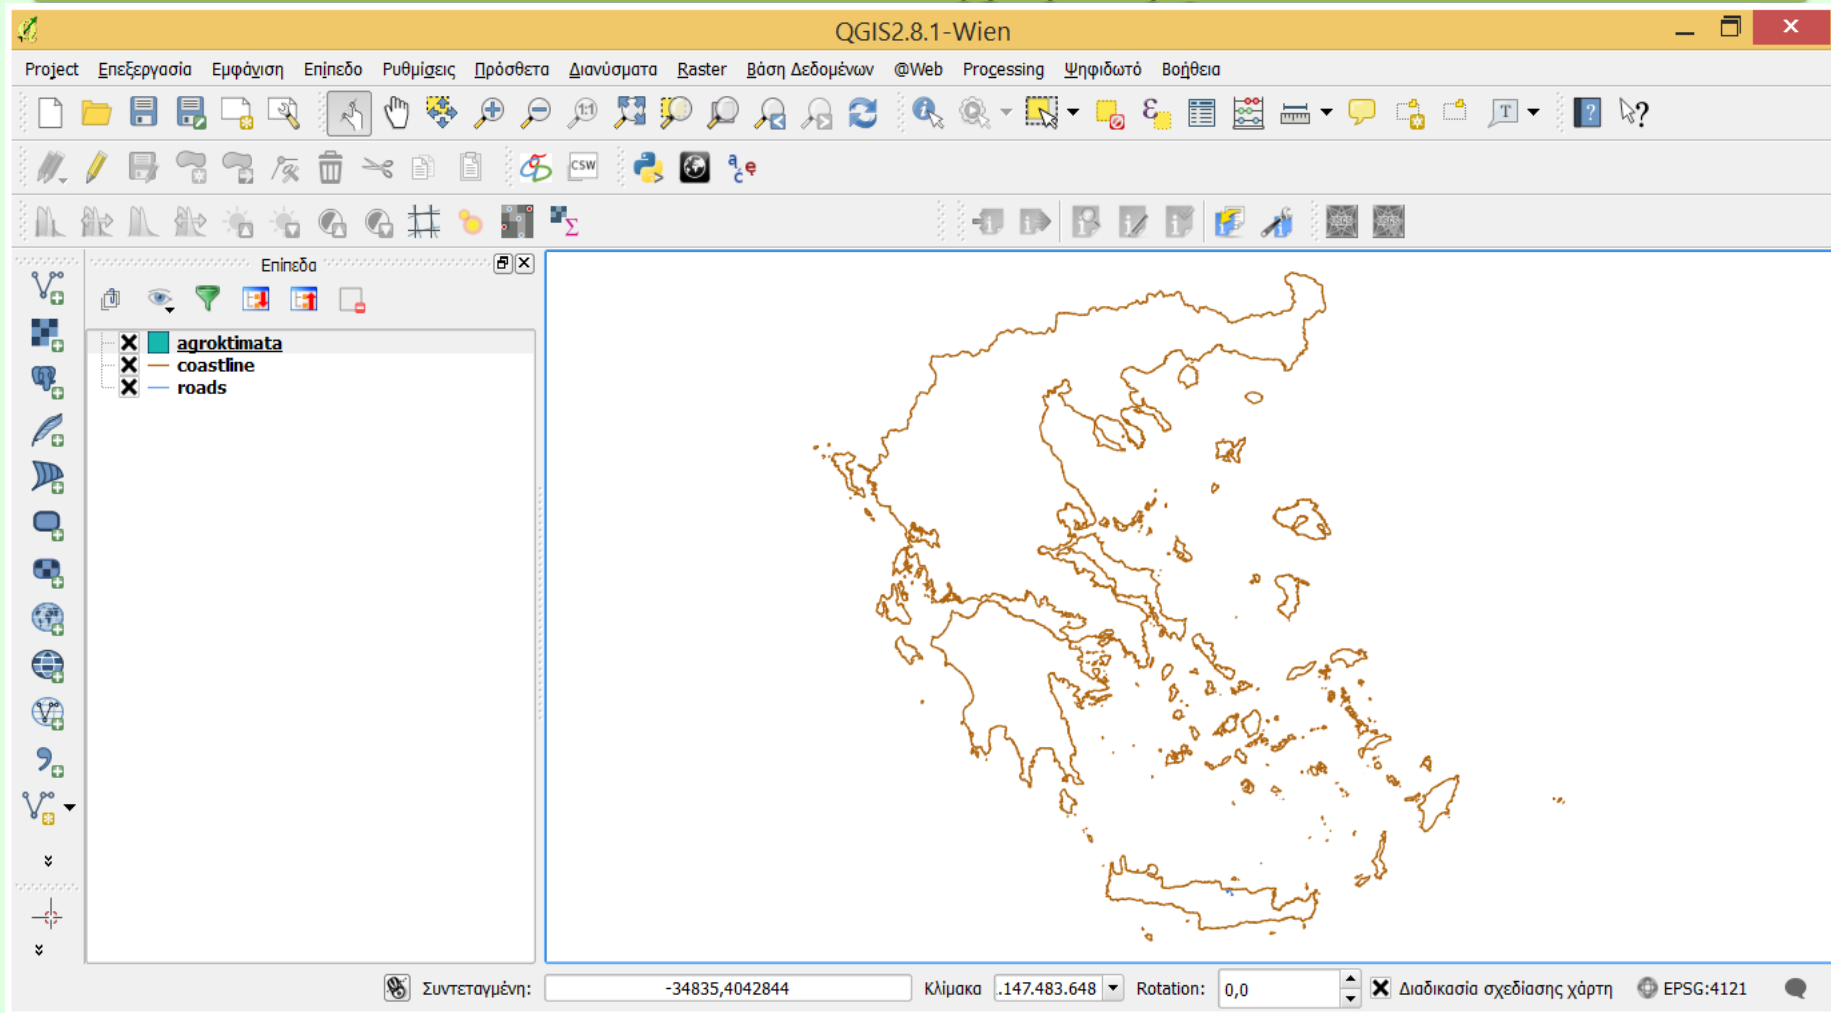 QGIS2.8.1-Wien
Project Επεξεργασία Εμφάνιση Επίπεδο Ρυθμίσεις Πρόσθετα Διανύσματα Raster Βάση Δεδομένων @Web Processing Ψηφιδωτό Βοήθεια
1:1
ε
T
?
?
CSW
a
ć ę
Σ
Επίπεδα
agroktimata
coastline
roads
Συντεταγμένη: -34835,4042844 Κλίμακα .147.483.648 Rotation: 0,0 Διαδικασία σχεδίασης χάρτη EPSG:4121